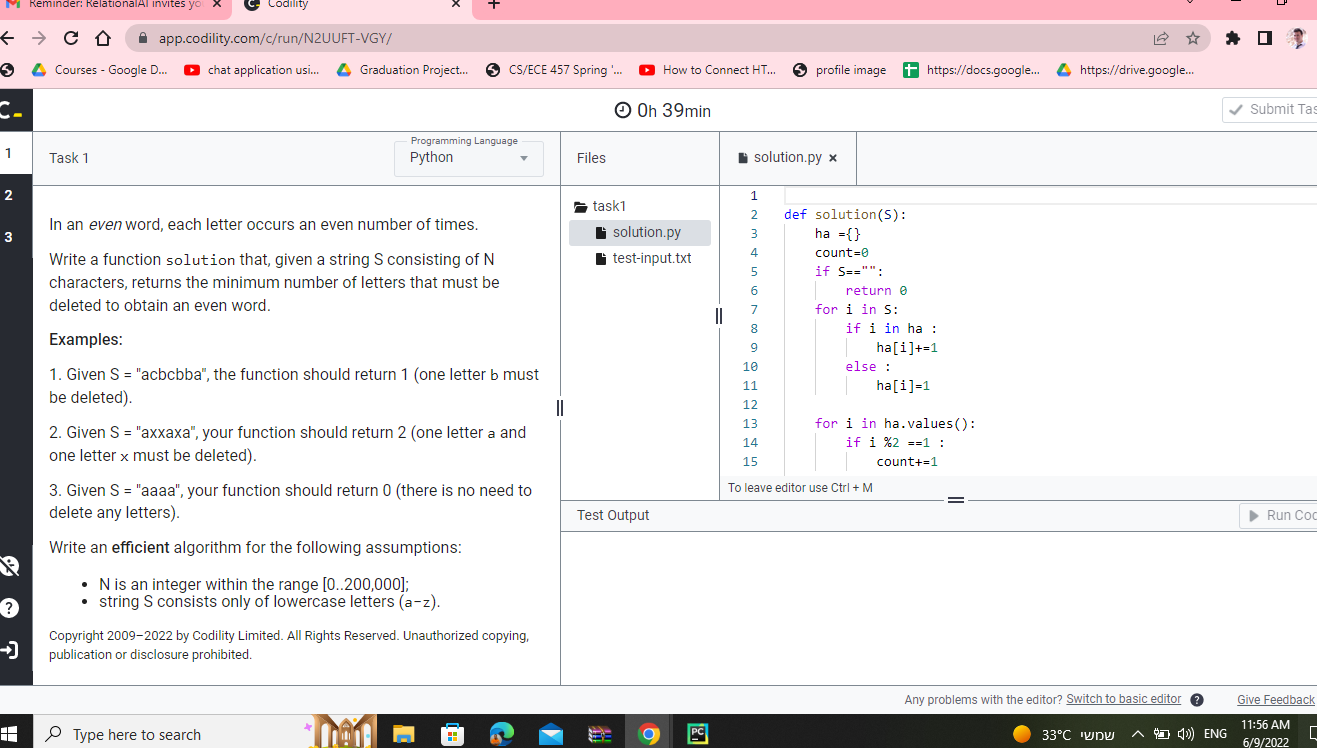 Reminder: RelationalAI invites yo
Codility
app.codility.com/c/run/N2UUFT-VGY/
Courses - Google D...
chat application usi...
Graduation Project...
CS/ECE 457 Spring '...
How to Connect HT...
profile image
https://docs.google...
https://drive.google...
0h 39min
Submit Tas
1
2
3
Task 1
Programming Language
Python
In an even word, each letter occurs an even number of times.
Write a function solution that, given a string S consisting of N
characters, returns the minimum number of letters that must be
deleted to obtain an even word.
Examples:
1. Given S = "acbcbba", the function should return 1 (one letter b must
be deleted).
2. Given S = "axxaxa", your function should return 2 (one letter a and
one letter x must be deleted).
3. Given S = "aaaa", your function should return 0 (there is no need to
delete any letters).
Write an efficient algorithm for the following assumptions:
• N is an integer within the range [0..200,000];
• string S consists only of lowercase letters (a-z).
Copyright 2009–2022 by Codility Limited. All Rights Reserved. Unauthorized copying,
publication or disclosure prohibited.
Files
task1
solution.py
test-input.txt
solution.py
1
2 def solution(S):
3 ha ={}
4 count=0
5 if S=="":
6 return 0
7 for i in S:
8 if i in ha :
9 ha[i]+=1
10 else :
11 ha[i]=1
12
13 for i in ha.values():
14 if i %2 ==1 :
15 count+=1
To leave editor use Ctrl + M
Test Output
Run Coc
Any problems with the editor? Switch to basic editor
Give Feedback
Type here to search
33°C שמשי
ENG
11:56 AM
6/9/2022